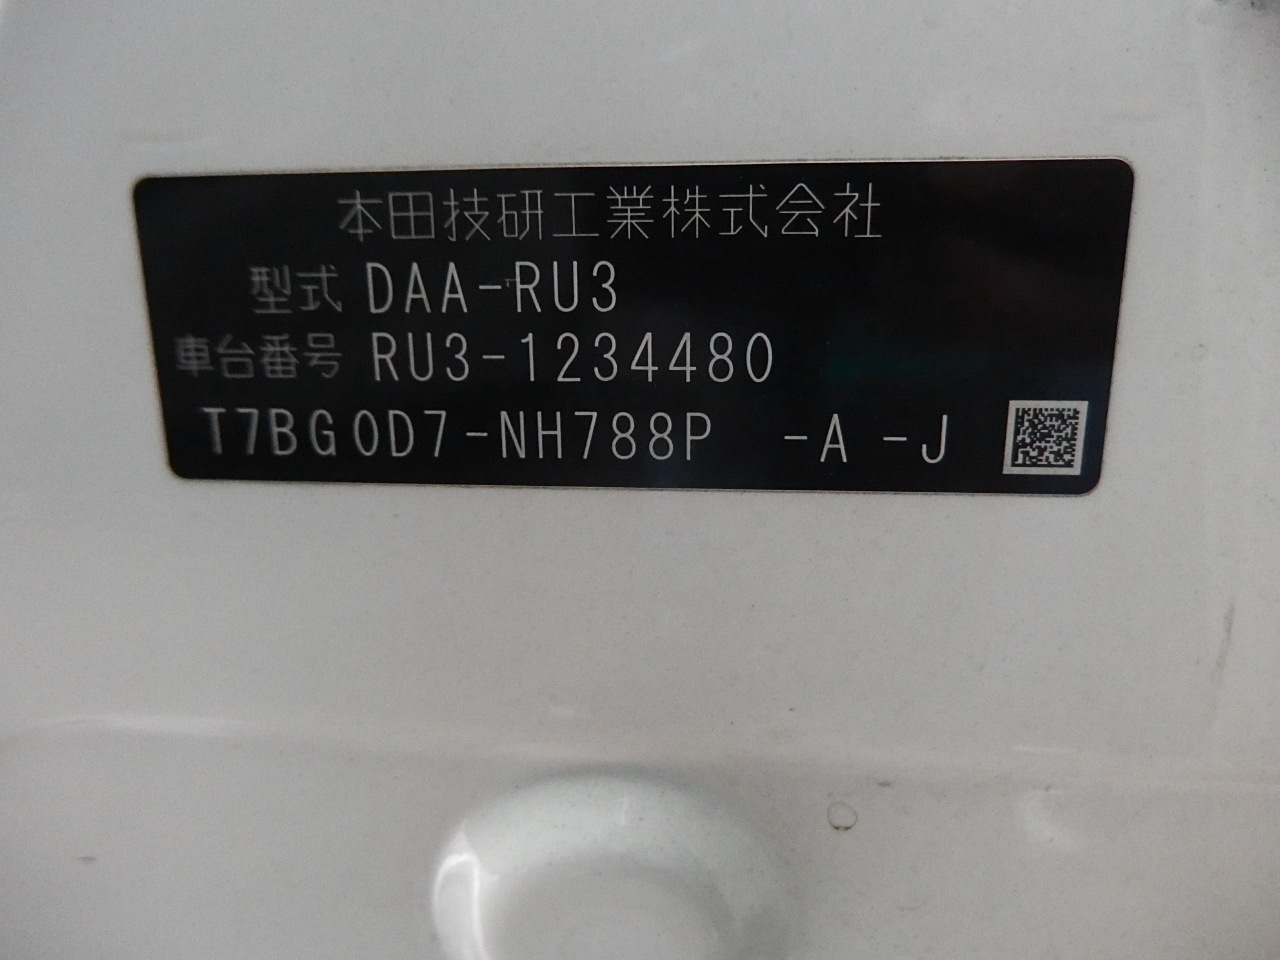 本田技研工業株式会社
型式 DAA-RU3
車台番号 RU3-1234480
T7BG0D7-NH788P -A -J